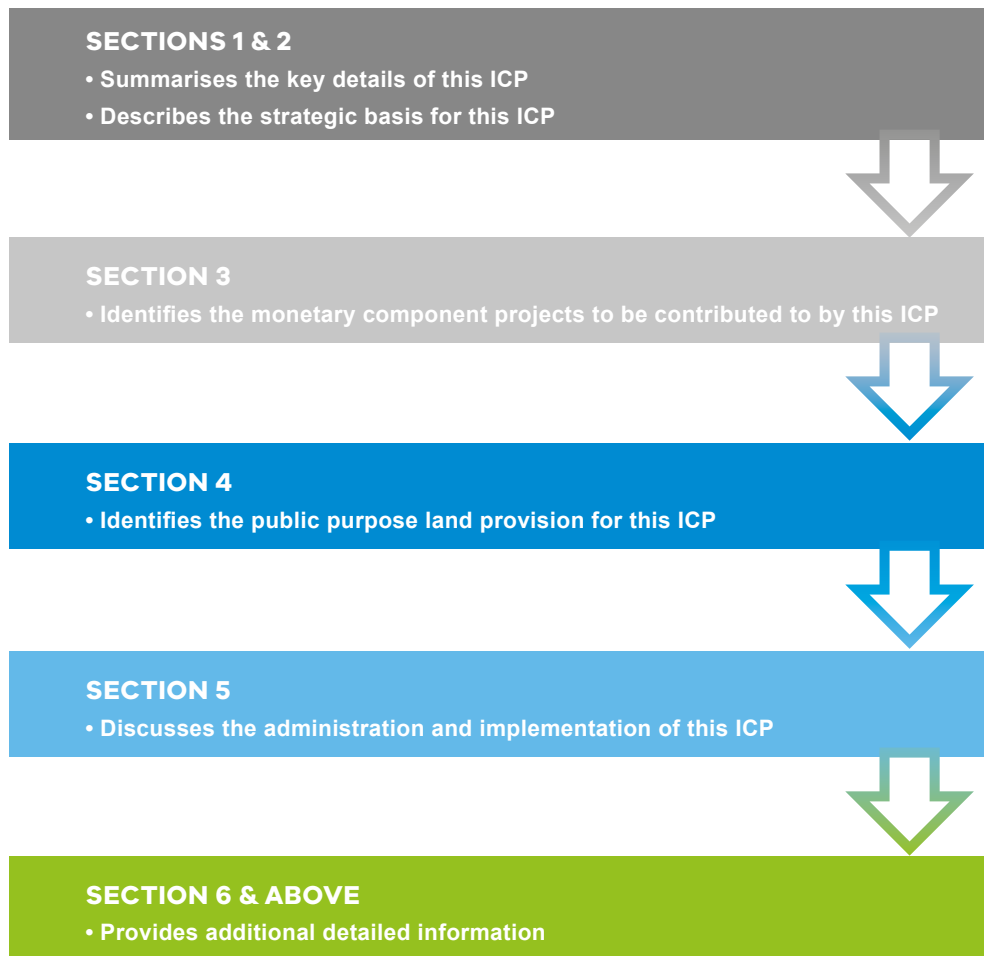 SECTIONS 1 & 2
• Summarises the key details of this ICP
• Describes the strategic basis for this ICP
SECTION 3
• Identifies the monetary component projects to be contributed to by this ICP
SECTION 4
• Identifies the public purpose land provision for this ICP
SECTION 5
• Discusses the administration and implementation of this ICP
SECTION 6 & ABOVE
• Provides additional detailed information